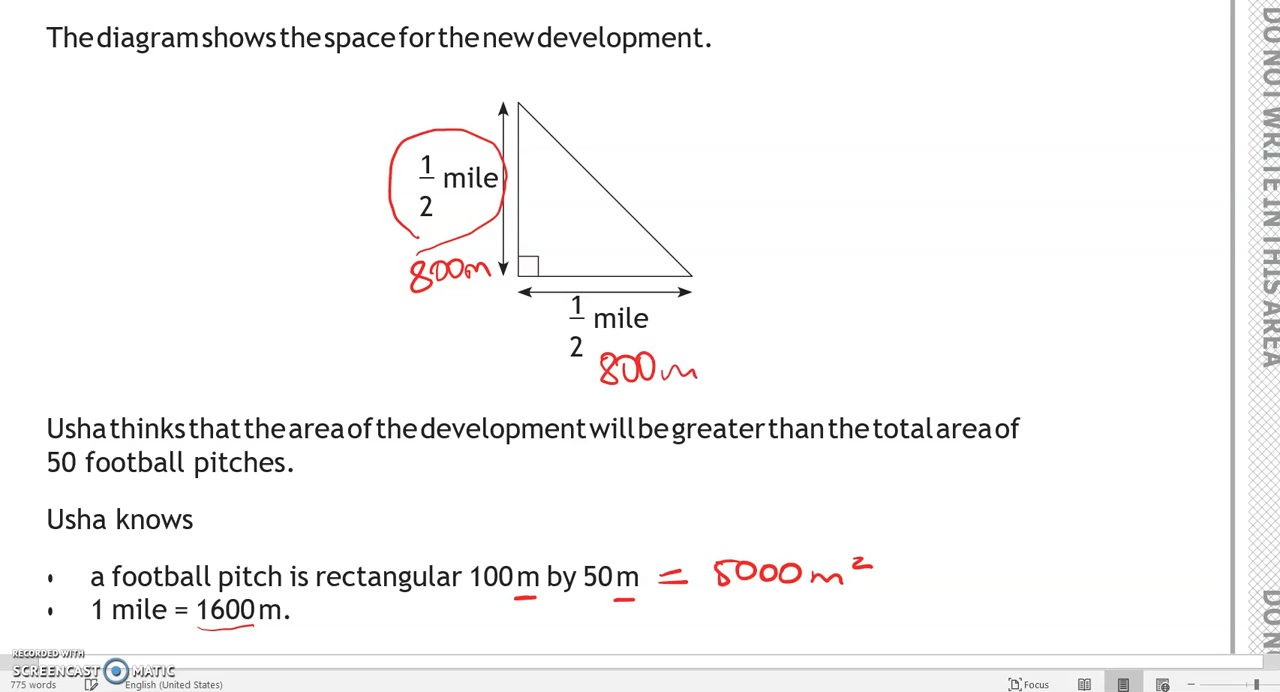 The diagram shows the space for the new development.
1
2
mile
800m
1
2
mile
800m
Usha thinks that the area of the development will be greater than the total area of
50 football pitches.
Usha knows
• a football pitch is rectangular 100 m by 50 m = 5000m²
• 1 mile = 1600 m.
DO NOT WRITE IN THIS AREA
DO N
RECORDED WITH
SCREENCAST MATIC
775 words English (United States) Focus